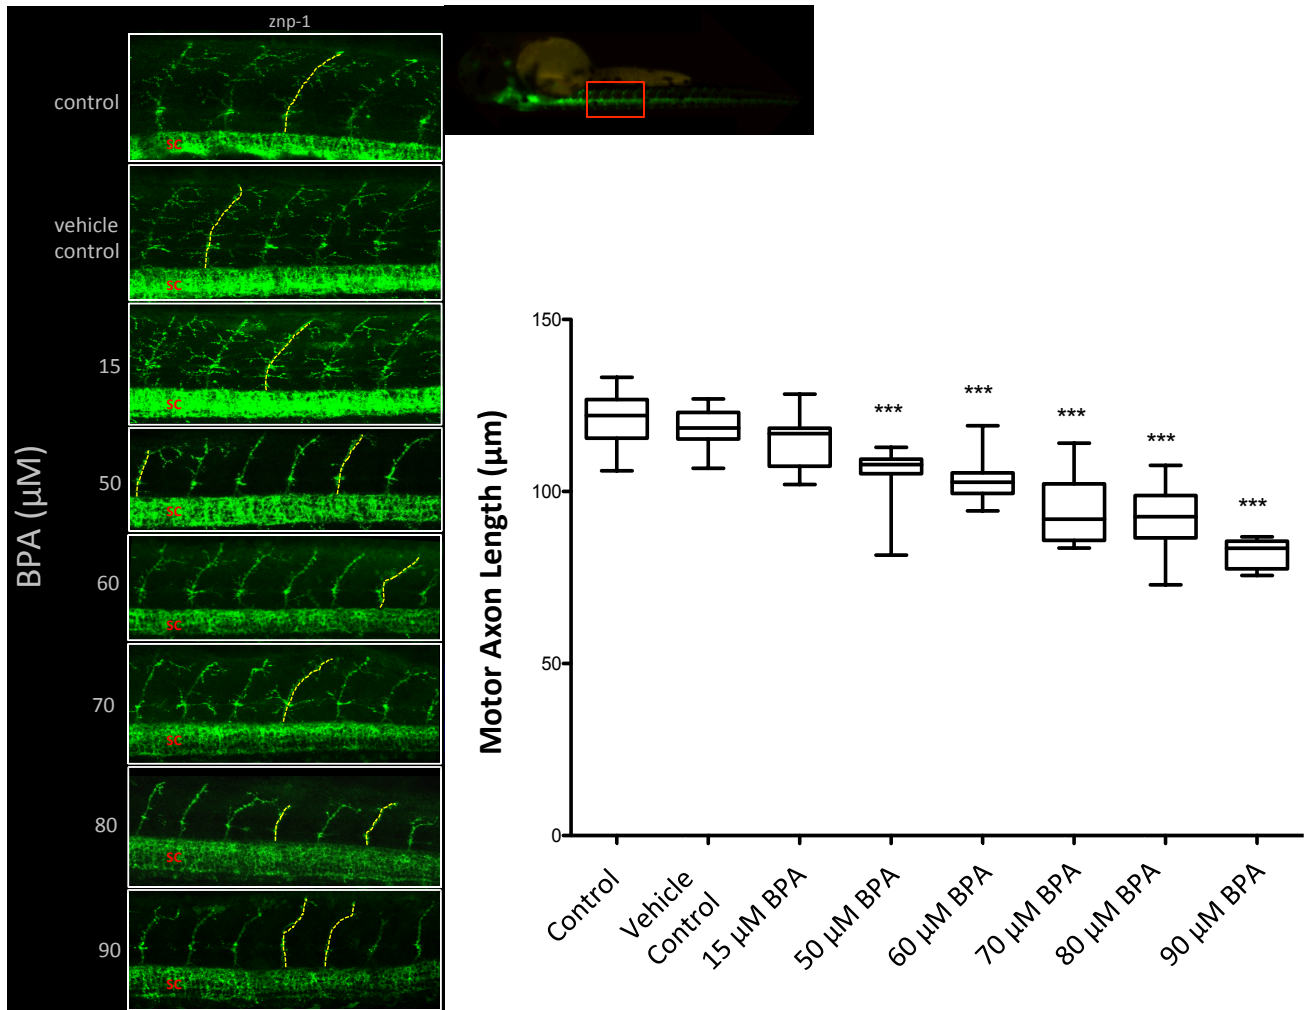 znp-1
control
SC
vehicle
control
SC
15
SC
50
SC
60
SC
70
SC
80
SC
90
SC
BPA (µM)
150
100
50
0
Motor Axon Length (µm)
***
***
***
***
***
Control
Vehicle
Control
15 µM BPA
50 µM BPA
60 µM BPA
70 µM BPA
80 µM BPA
90 µM BPA